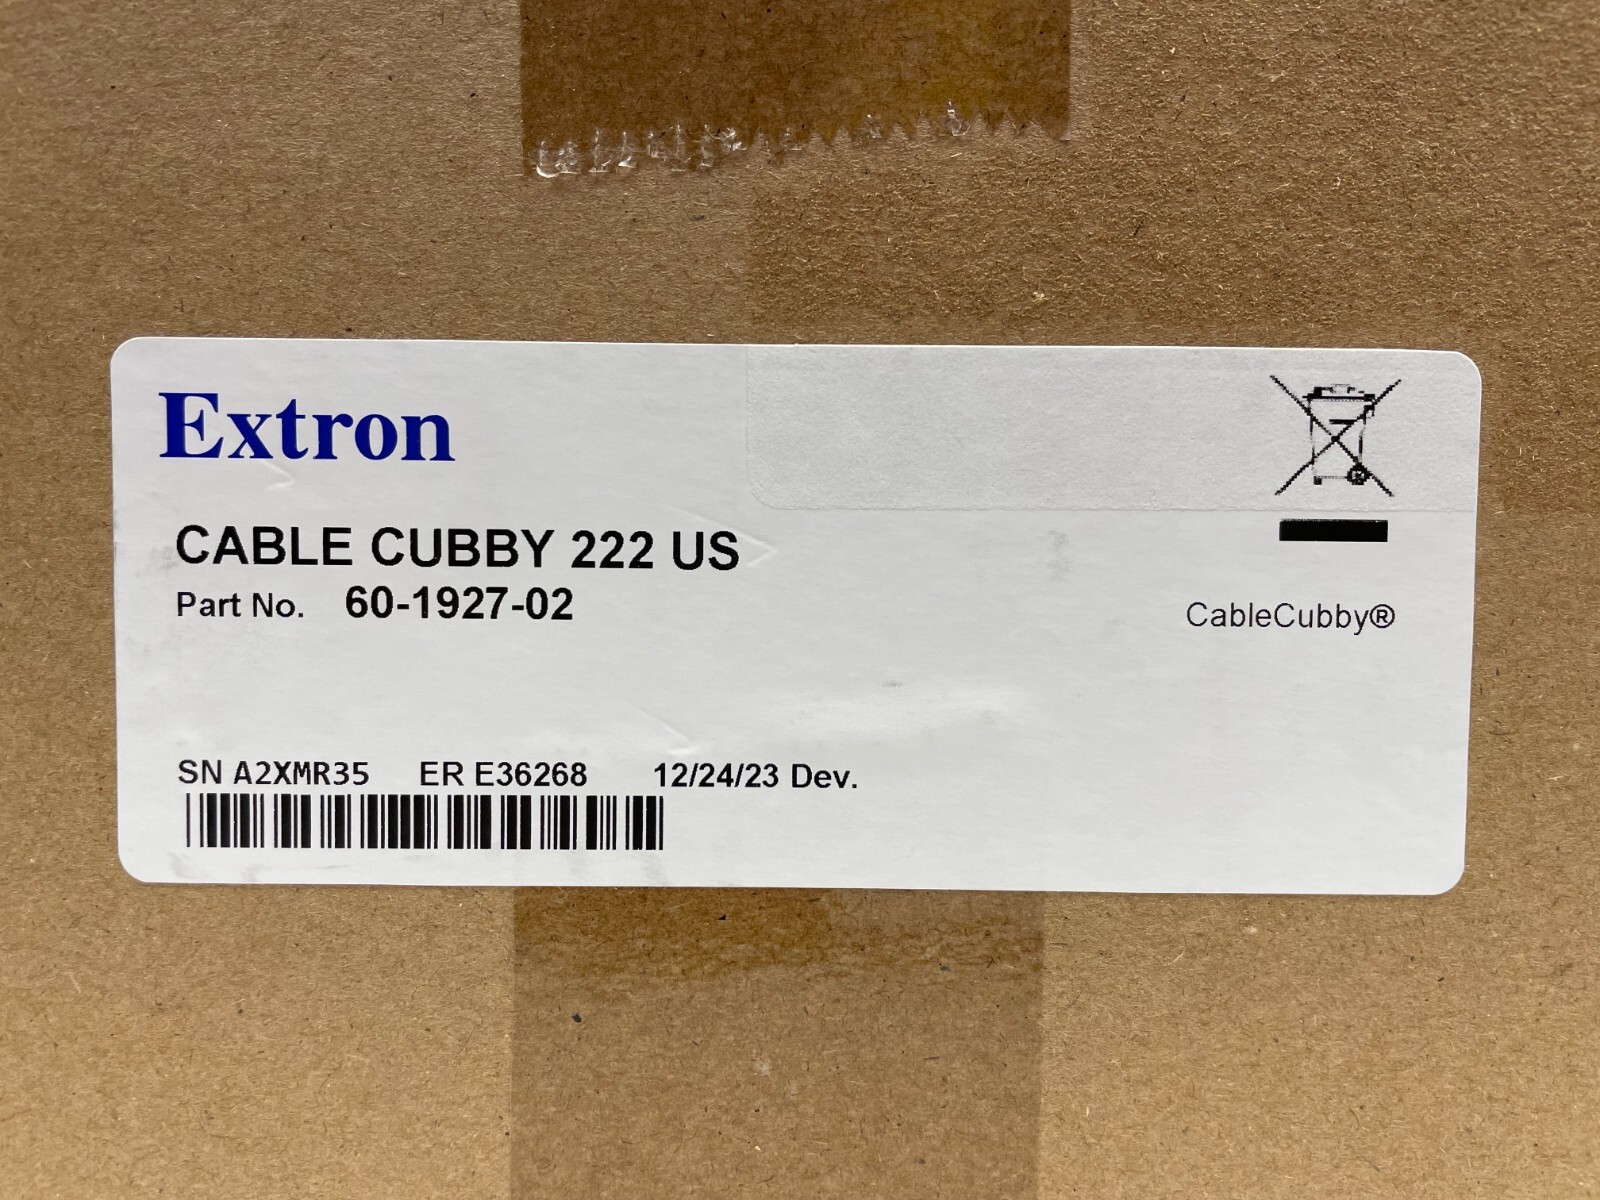 Extron
CABLE CUBBY 222 US
Part No. 60-1927-02
CableCubby®
SN A2XMR35 ER E36268 12/24/23 Dev.